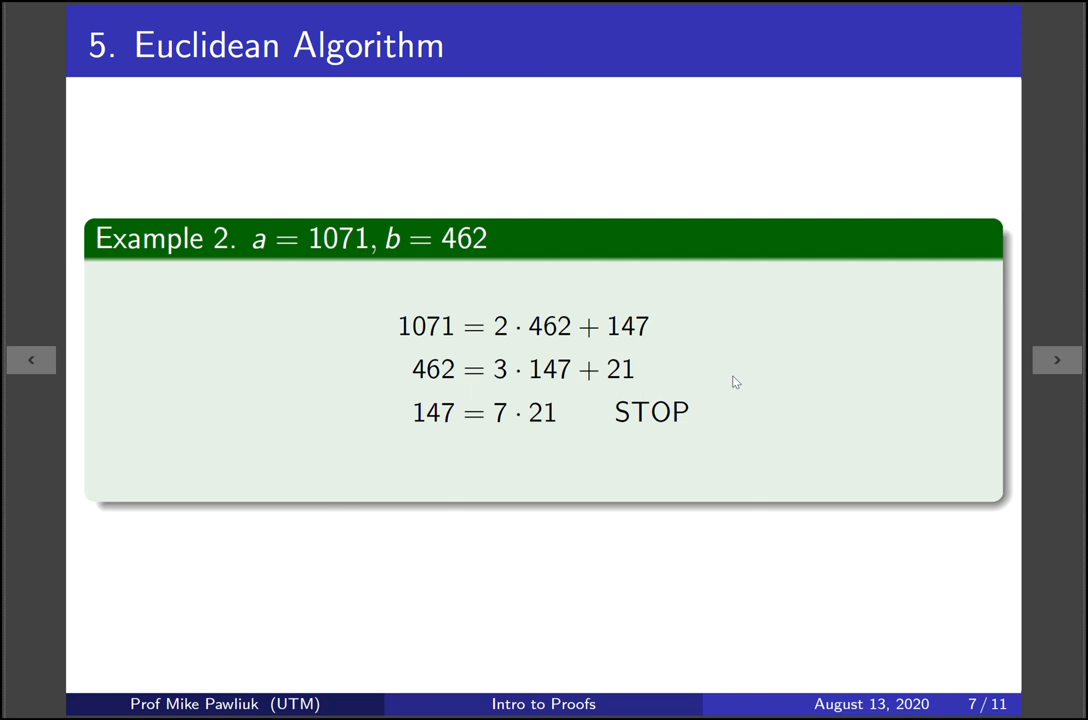 5. Euclidean Algorithm
Example 2. a = 1071, b = 462
1071 = 2 · 462 + 147
462 = 3 · 147 + 21
147 = 7 · 21 STOP
Prof Mike Pawliuk (UTM) Intro to Proofs August 13, 2020 7 / 11